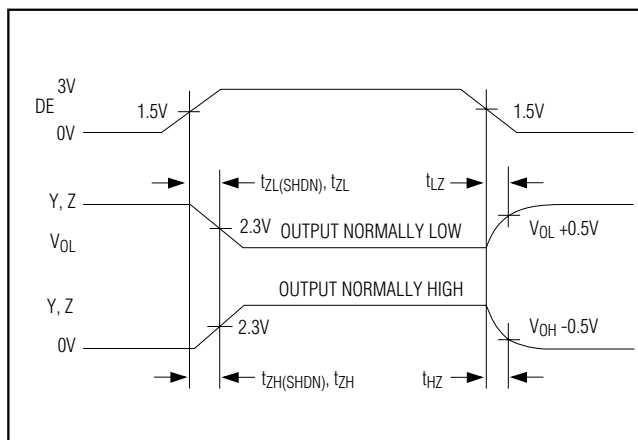 3V
DE
1.5V
1.5V
0V
tZL(SHDN), tZL
tLZ
Y, Z
2.3V
OUTPUT NORMALLY LOW
VOL +0.5V
VOL
OUTPUT NORMALLY HIGH
Y, Z
2.3V
VOH -0.5V
0V
tZH(SHDN), tZH
tHZ